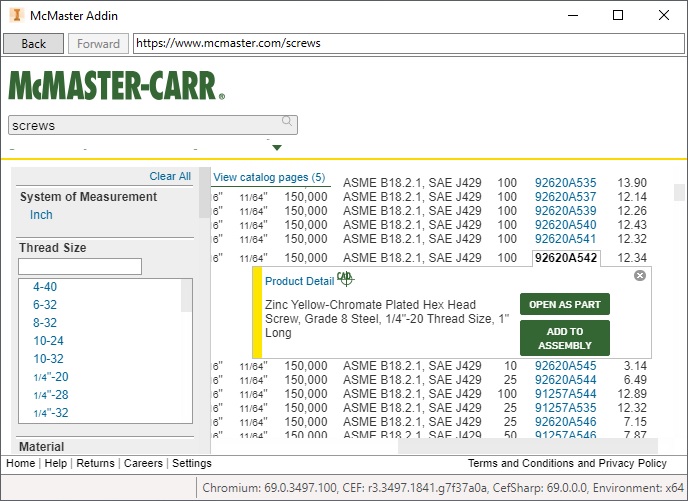 McMaster Addin
Back Forward https://www.mcmaster.com/screws
McMASTER-CARR®
screws
Clear All
System of Measurement
Inch
Thread Size
4-40
6-32
8-32
10-24
10-32
1/4"-20
1/4"-28
1/4"-32
Material
View catalog pages (5)
ASME B18.2.1, SAE J429 100 92620A535 13.90
6" 11/64" 150,000 ASME B18.2.1, SAE J429 100 92620A537 12.14
6" 11/64" 150,000 ASME B18.2.1, SAE J429 100 92620A539 12.26
6" 11/64" 150,000 ASME B18.2.1, SAE J429 100 92620A540 12.43
6" 11/64" 150,000 ASME B18.2.1, SAE J429 100 92620A541 12.32
6" 11/64" 150,000 ASME B18.2.1, SAE J429 100 92620A542 12.34
Product Detail CAD
Zinc Yellow-Chromate Plated Hex Head
Screw, Grade 8 Steel, 1/4"-20 Thread Size, 1"
Long
OPEN AS PART
ADD TO
ASSEMBLY
6" 11/64" 150,000 ASME B18.2.1, SAE J429 10 92620A545 3.14
6" 11/64" 150,000 ASME B18.2.1, SAE J429 25 92620A544 6.49
6" 11/64" 150,000 ASME B18.2.1, SAE J429 100 91257A544 12.89
6" 11/64" 150,000 ASME B18.2.1, SAE J429 25 91257A535 12.32
6" 11/64" 150,000 ASME B18.2.1, SAE J429 25 92620A546 7.15
6" 11/64" 150,000 ASME B18.2.1, SAE J429 50 91257A546 7.87
Home | Help | Returns | Careers | Settings Terms and Conditions and Privacy Policy
Chromium: 69.0.3497.100, CEF: r3.3497.1841.g7f37a0a, CefSharp: 69.0.0.0, Environment: x64